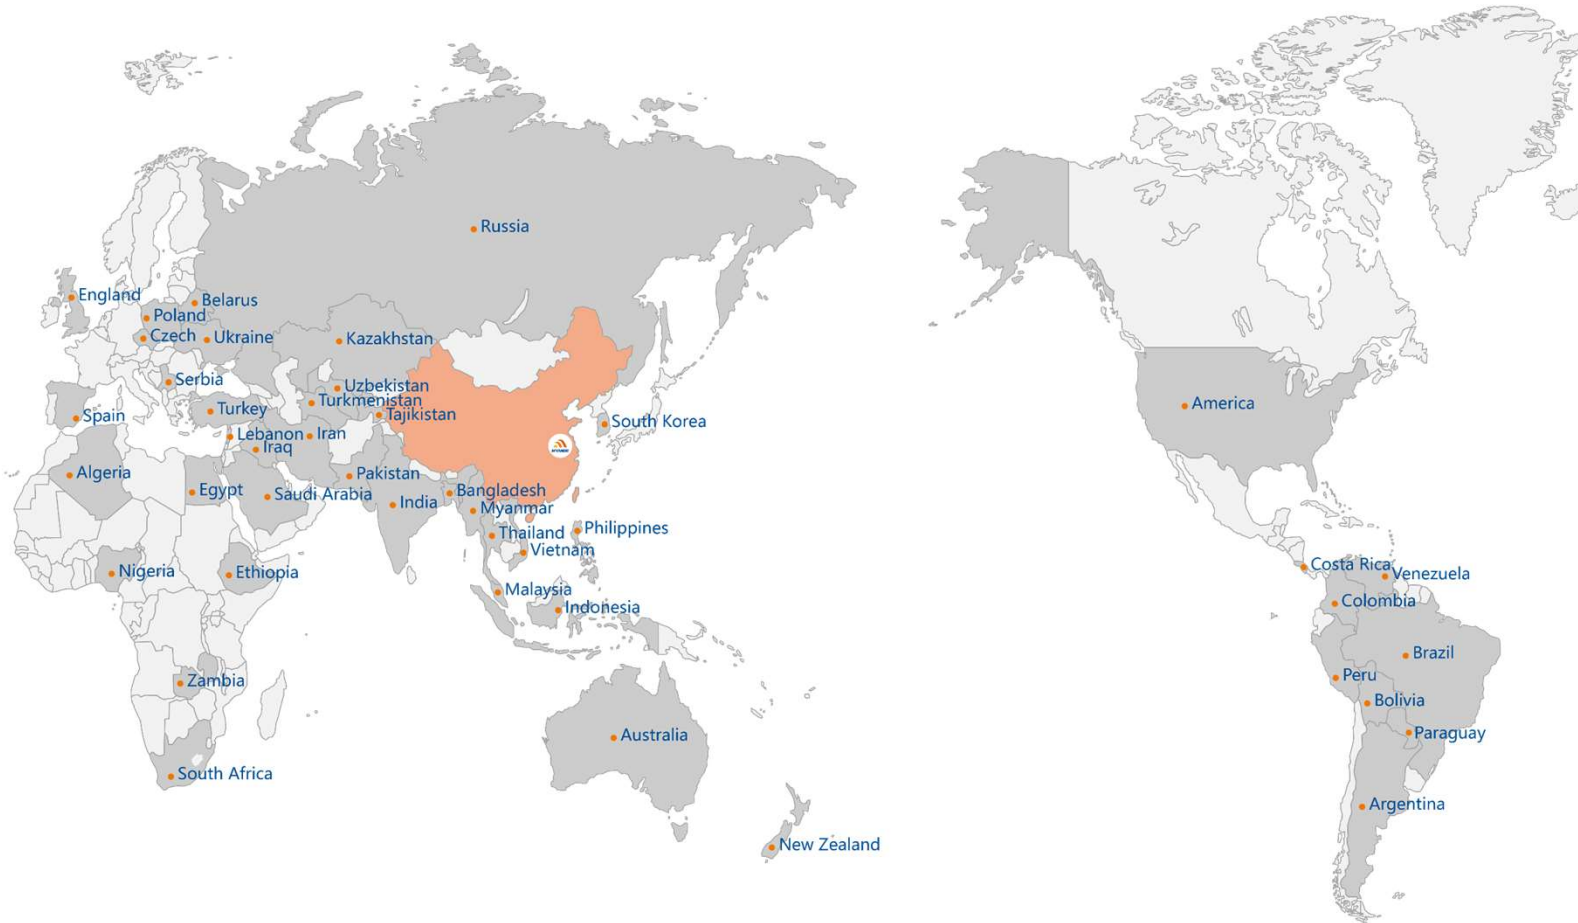 Russia
England
Belarus
Poland
Czech
Ukraine
Kazakhstan
Serbia
Uzbekistan
Turkmenistan
Tajikistan
Spain
Turkey
South Korea
America
Lebanon
Iran
Iraq
Algeria
Pakistan
Egypt
Saudi Arabia
India
Bangladesh
Myanmar
Philippines
Thailand
Vietnam
Nigeria
Ethiopia
Malaysia
Indonesia
Costa Rica
Venezuela
Colombia
Brazil
Peru
Zambia
Bolivia
Australia
Paraguay
South Africa
Argentina
New Zealand